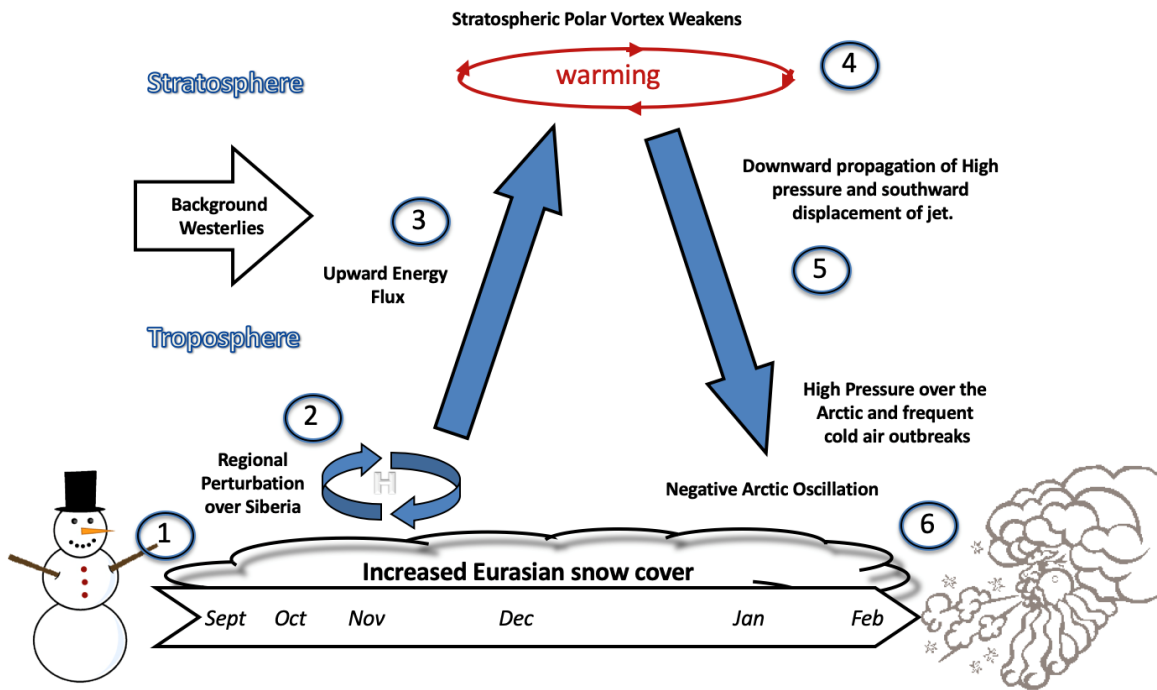 Stratospheric Polar Vortex Weakens
Stratosphere
warming
4
Background
Westerlies
3
Upward Energy
Flux
Downward propagation of High
pressure and southward
displacement of jet.
5
Troposphere
2
Regional
Perturbation
over Siberia
H
High Pressure over the
Arctic and frequent
cold air outbreaks
Negative Arctic Oscillation
1
6
Increased Eurasian snow cover
Sept Oct Nov Dec Jan Feb